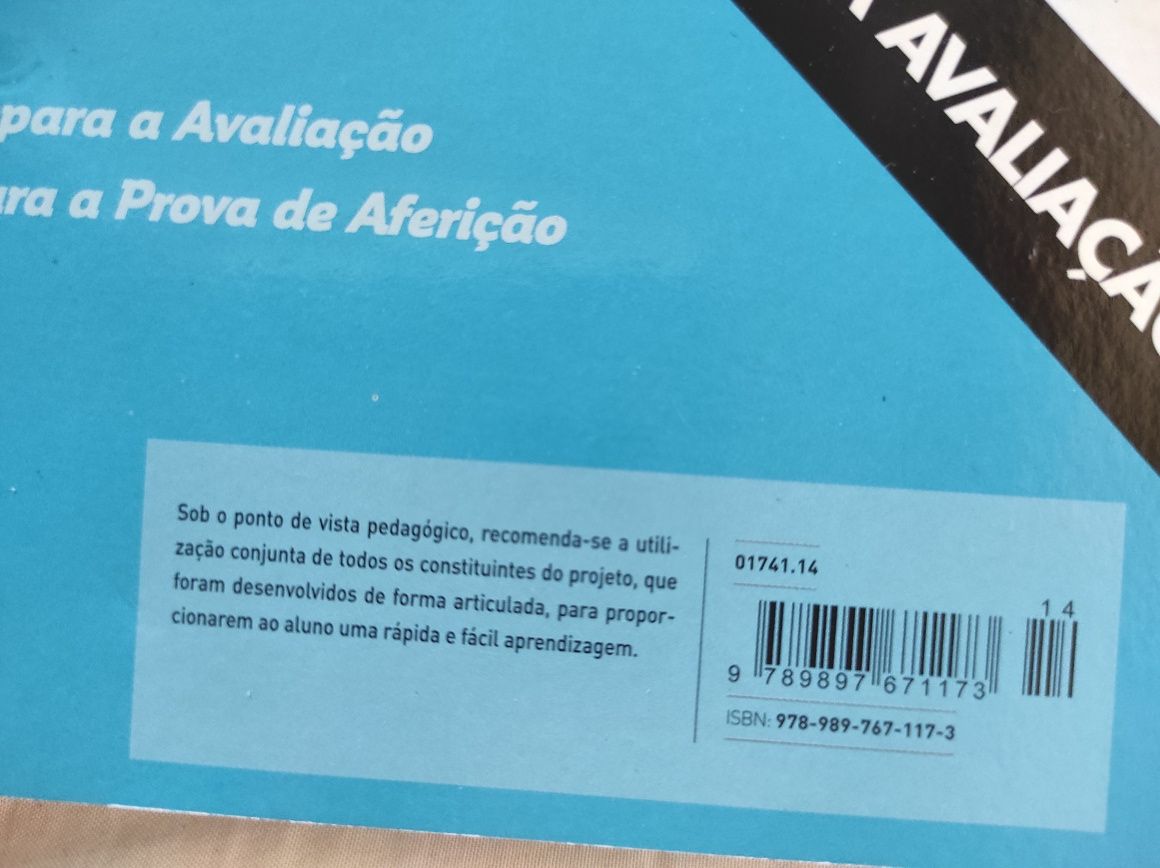 para a Avaliação
a Prova de Aferição
AVALIAÇÃO
Sob o ponto de vista pedagógico, recomenda-se a utili-
zação conjunta de todos os constituintes do projeto, que
foram desenvolvidos de forma articulada, para propor-
cionarem ao aluno uma rápida e fácil aprendizagem.
01741.14
14
9 789897 671173
ISBN: 978-989-767-117-3